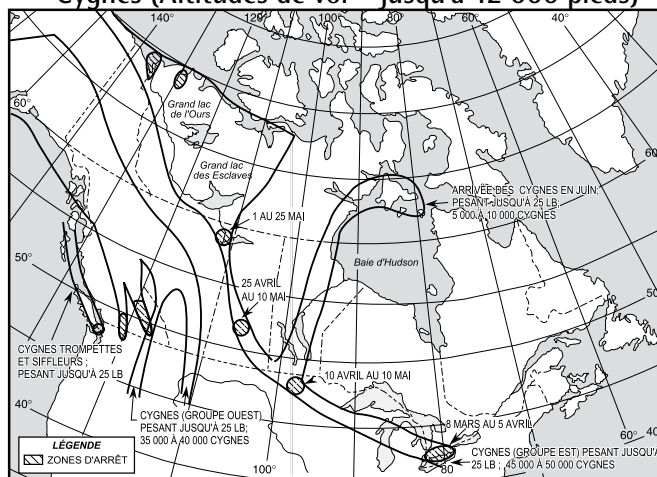 Cygnes (Altitudes de vol - jusqu'à 12 000 pieds)
140°
120°
110°
100°
90°
80°
60°
40°
60°
50°
40°
60
50
40°
60°
100°
80
Grand lac
de l'Ours
Grand lac
des Esclaves
1 AU 25 MAI
ARRIVÉE DES CYGNES EN JUIN;
PESANT JUSQU'À 25 LB;
5 000 À 10 000 CYGNES
Baie d'Hudson
25 AVRIL
AU 10 MAI
CYGNES TROMPETTES
ET SIFFLEURS ;
PESANT JUSQU'À 25 LB
10 AVRIL AU 10 MAI
CYGNES (GROUPE OUEST)
PESANT JUSQU'À 25 LB;
35 000 À 40 000 CYGNES
8 MARS AU 5 AVRIL
CYGNES (GROUPE EST) PESANT JUSQU'À
25 LB ; 45 000 À 50 000 CYGNES
LÉGENDE
ZONES D'ARRÊT